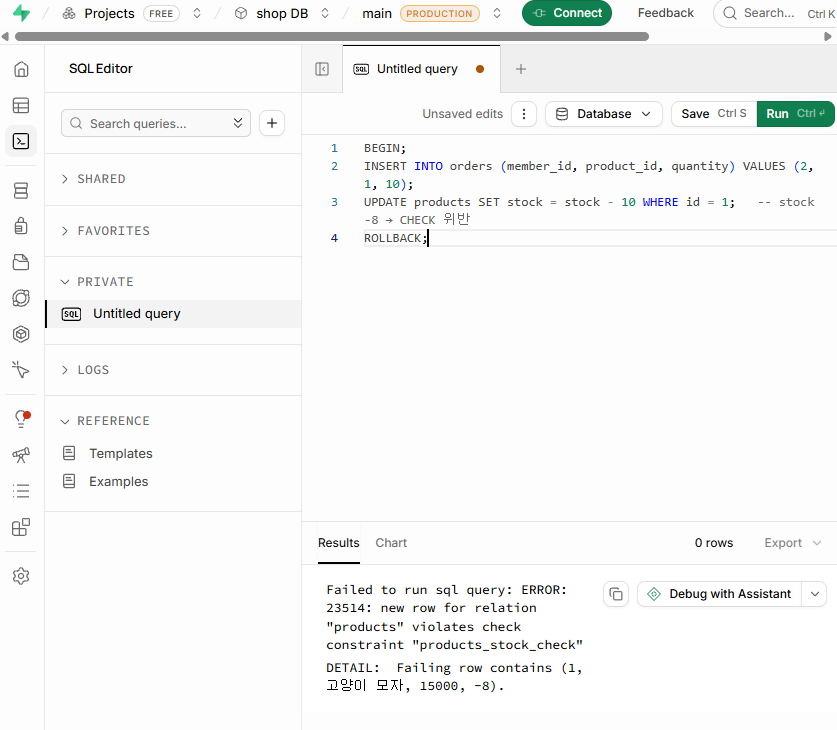 Projects FREE shop DB main PRODUCTION Connect Feedback Search... Ctrl K
SQL Editor
Search queries...
SHARED
FAVORITES
PRIVATE
SQL Untitled query
LOGS
REFERENCE
Templates
Examples
SQL Untitled query
Unsaved edits Database Save Ctrl S Run Ctrl ⏎
1 BEGIN;
2 INSERT INTO orders (member_id, product_id, quantity) VALUES (2,
1, 10);
3 UPDATE products SET stock = stock - 10 WHERE id = 1; -- stock
-8 → CHECK 위반
4 ROLLBACK;
Results Chart 0 rows Export
Failed to run sql query: ERROR:
23514: new row for relation
"products" violates check
constraint "products_stock_check"
DETAIL: Failing row contains (1,
고양이 모자, 15000, -8).
Debug with Assistant